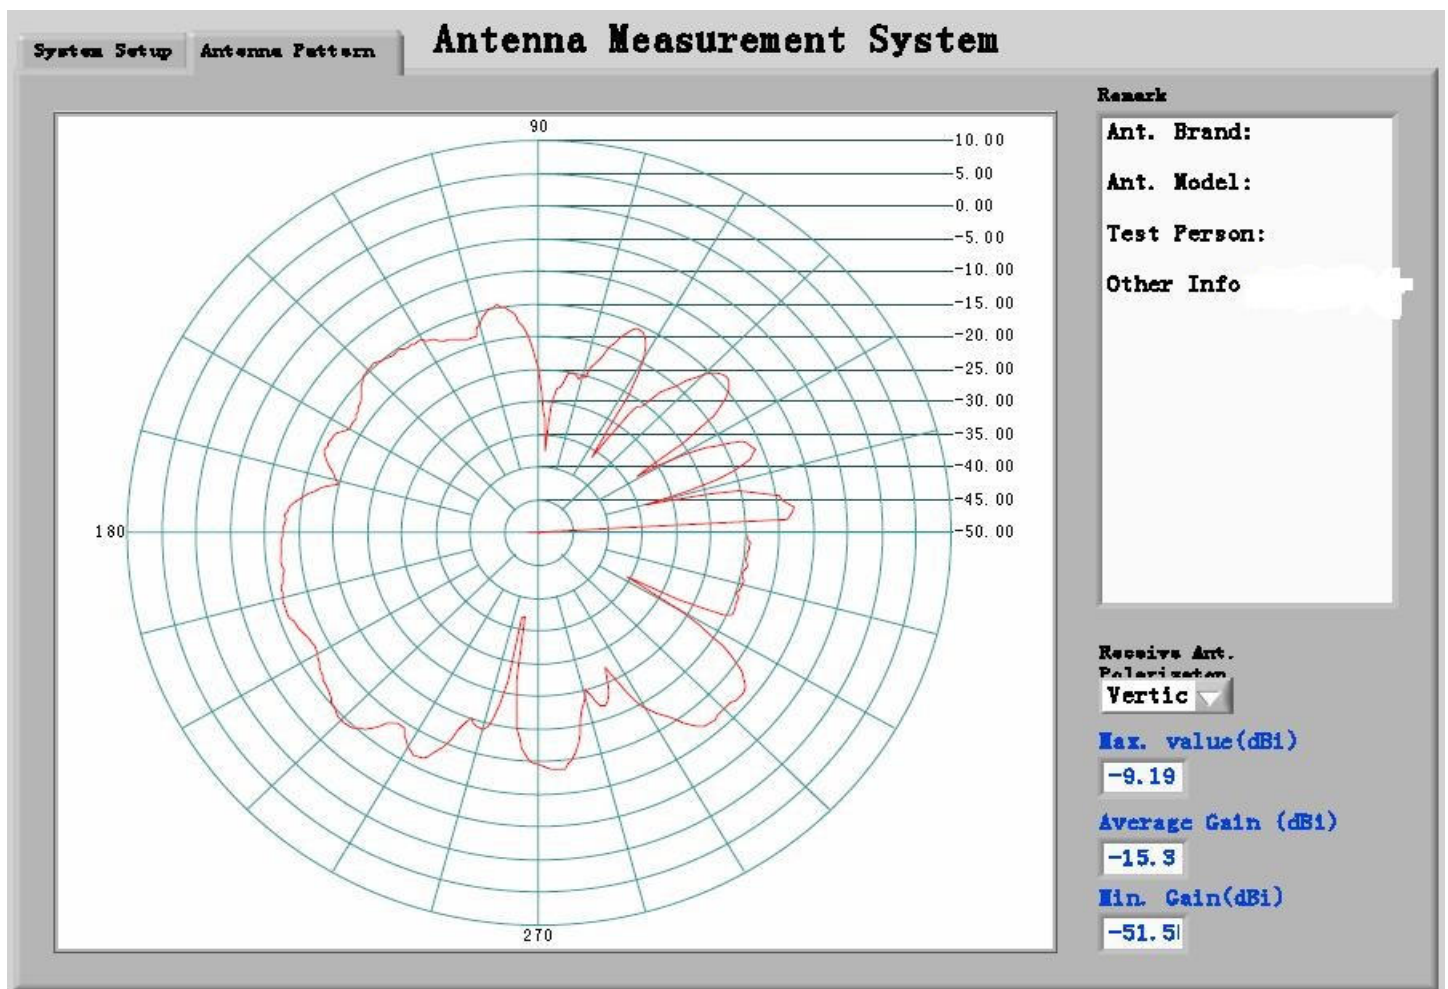 Antenna Measurement System
System Setup
Antenna Pattern
90
10.00
5.00
0.00
-5.00
-10.00
-15.00
-20.00
-25.00
-30.00
-35.00
-40.00
-45.00
-50.00
180
270
Remark
Ant. Brand:
Ant. Model:
Test Person:
Other Info
Receive Ant.
Polarizaton
Vertic
Max. value(dBi)
-9.19
Average Gain (dBi)
-15.3
Min. Gain(dBi)
-51.5